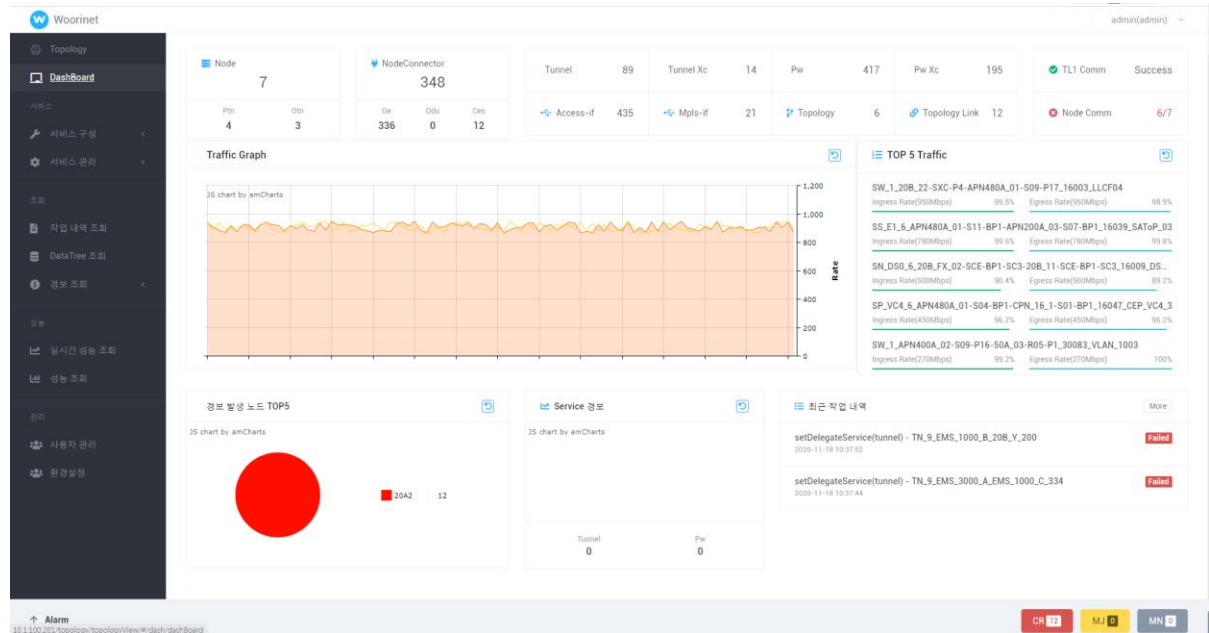 Woorinet
admin(admin)
Topology
DashBoard
서비스
서비스 구성
서비스 관리
조회
작업 내역 조회
DataTree 조회
경보 조회
성능
실시간 성능 조회
성능 조회
관리
사용자 관리
환경설정
Node
7
Ptn Otn
4 3
NodeConnector
348
Ge Odu Ces
336 0 12
Tunnel 89 Tunnel Xc 14 Pw 417 Pw Xc 195
Access-if 435 Mpls-if 21 Topology 6 Topology Link 12
TL1 Comm Success
Node Comm 6/7
Traffic Graph
JS chart by amCharts
1,200
1,000
800
600
400
200
0
Rate
TOP 5 Traffic
SW_1_20B_22-SXC-P4-APN480A_01-S09-P17_16003_LLCF04
Ingress Rate(950Mbps) 99.5% Egress Rate(950Mbps) 98.9%
SS_E1_6_APN480A_01-S11-BP1-APN200A_03-S07-BP1_16039_SAToP_03
Ingress Rate(780Mbps) 99.6% Egress Rate(780Mbps) 99.8%
SN_DS0_6_20B_FX_02-SCE-BP1-SC3-20B_11-SCE-BP1-SC3_16009_DS...
Ingress Rate(500Mbps) 90.4% Egress Rate(500Mbps) 89.2%
SP_VC4_6_APN480A_01-S04-BP1-CPN_16_1-S01-BP1_16047_CEP_VC4_3
Ingress Rate(450Mbps) 96.2% Egress Rate(450Mbps) 96.2%
SW_1_APN400A_02-S09-P16-50A_03-R05-P1_30083_VLAN_1003
Ingress Rate(270Mbps) 99.2% Egress Rate(270Mbps) 100%
경보 발생 노드 TOP5
JS chart by amCharts
20A2 12
Service 경보
JS chart by amCharts
Tunnel Pw
0 0
최근 작업 내역
More
setDelegateService(tunnel) - TN_9_EMS_1000_B_20B_Y_200
Failed
2020-11-18 10:37:52
setDelegateService(tunnel) - TN_9_EMS_3000_A_EMS_1000_C_334
Failed
2020-11-18 10:37:44
Alarm
CR 12 MJ 0 MN 0
10.1.100.201/topology/topologyView/#/dash/dashBoard